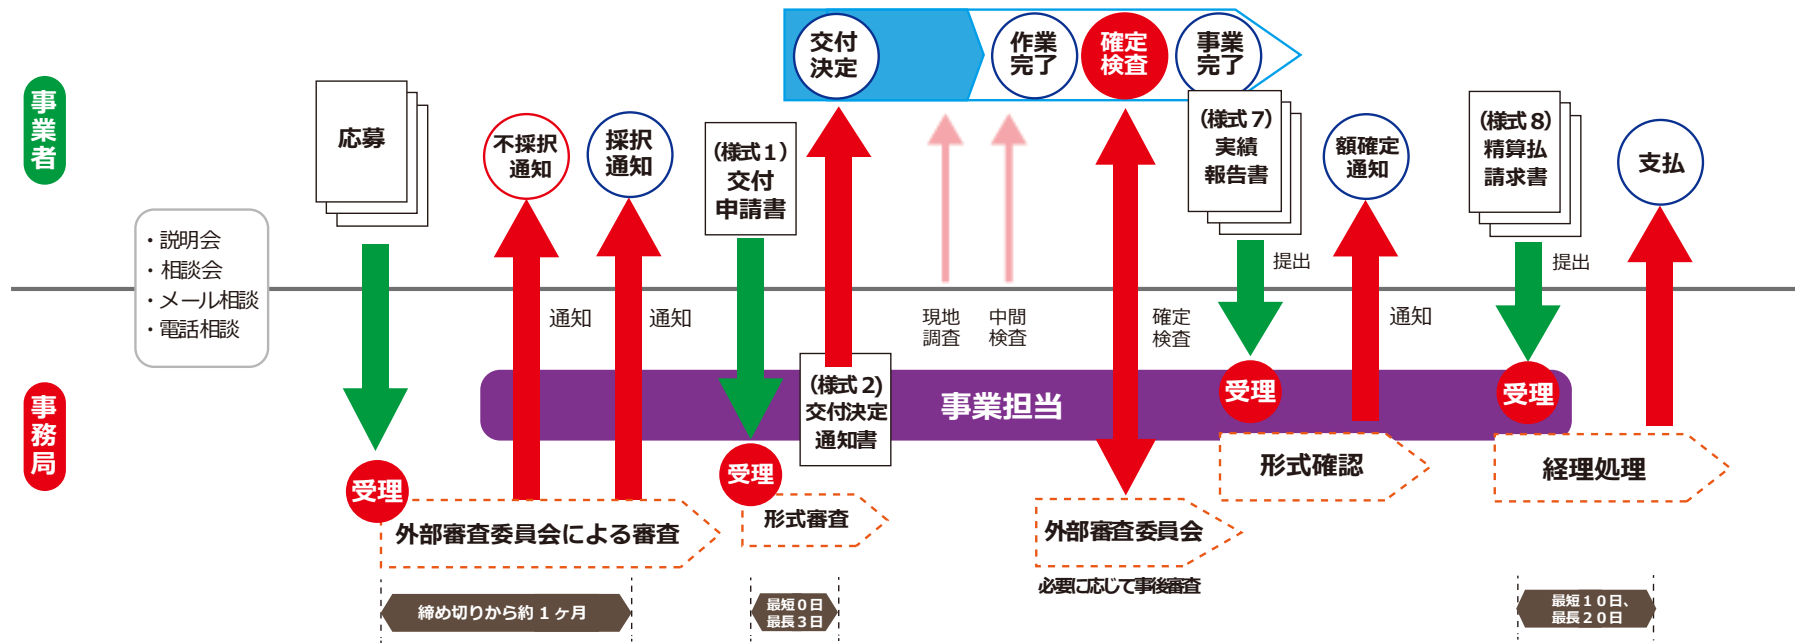 事業者
事務局
・説明会
・相談会
・メール相談
・電話相談
応募
受理
外部審査委員会による審査
締め切りから約１ヶ月
不採択
通知
通知
採択
通知
通知
(様式１)
交付
申請書
受理
形式審査
最短０日
最長３日
交付
決定
(様式２)
交付決定
通知書
事業担当
現地
調査
中間
検査
作業
完了
確定
検査
確定
検査
外部審査委員会
必要に応じて事後審査
事業
完了
(様式７)
実績
報告書
提出
受理
形式確認
額確定
通知
通知
(様式８)
精算払
請求書
提出
受理
経理処理
最短１０日、
最長２０日
支払